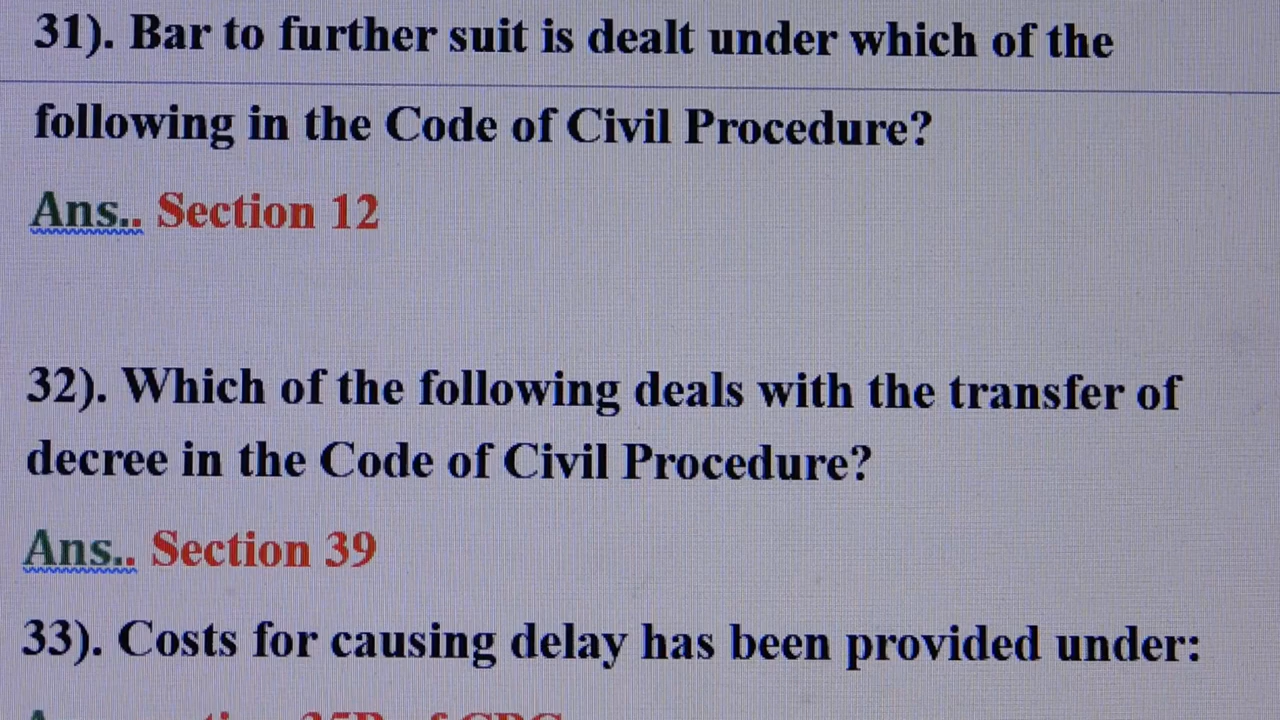 31). Bar to further suit is dealt under which of the
following in the Code of Civil Procedure?
Ans.. Section 12
32). Which of the following deals with the transfer of
decree in the Code of Civil Procedure?
Ans.. Section 39
33). Costs for causing delay has been provided under: